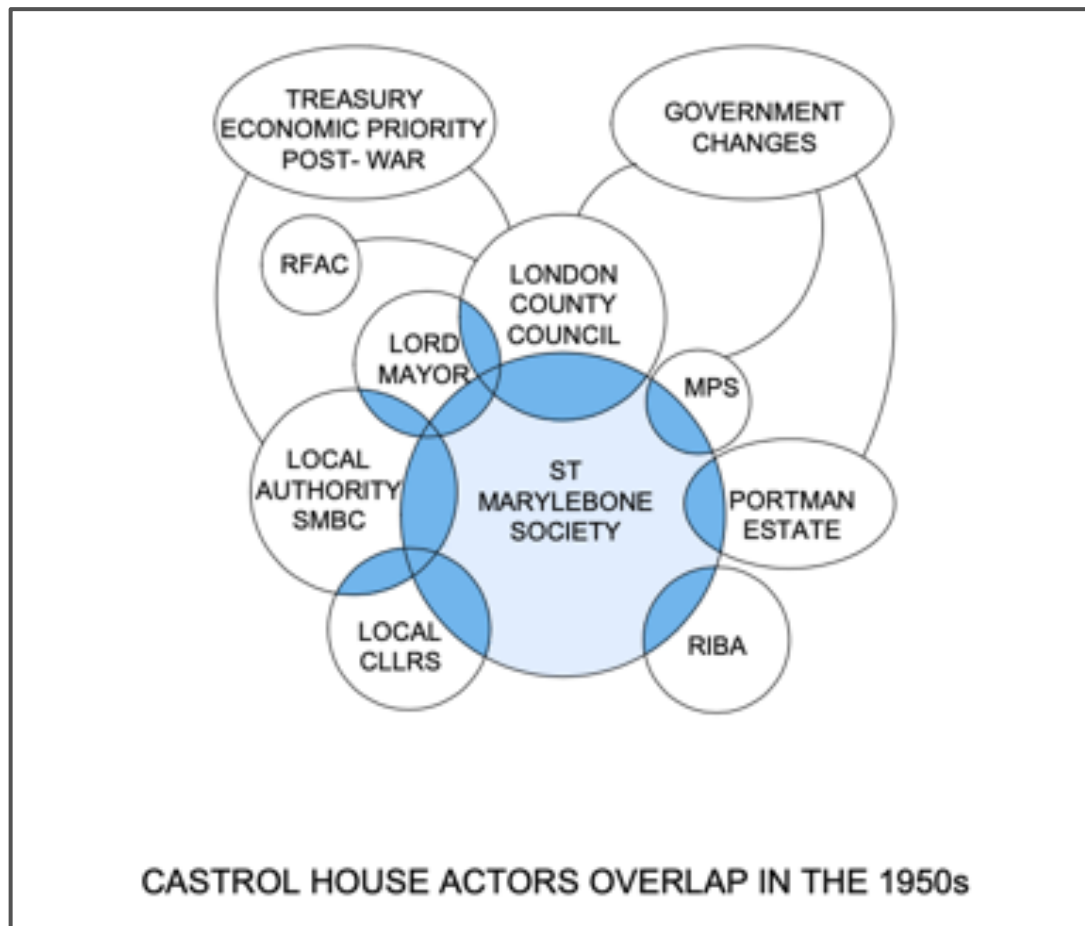 TREASURY
ECONOMIC PRIORITY
POST- WAR
GOVERNMENT
CHANGES
RFAC
LONDON
COUNTY
COUNCIL
LORD
MAYOR
MPS
LOCAL
AUTHORITY
SMBC
ST
MARYLEBONE
SOCIETY
PORTMAN
ESTATE
LOCAL
CLLRS
RIBA
CASTROL HOUSE ACTORS OVERLAP IN THE 1950s